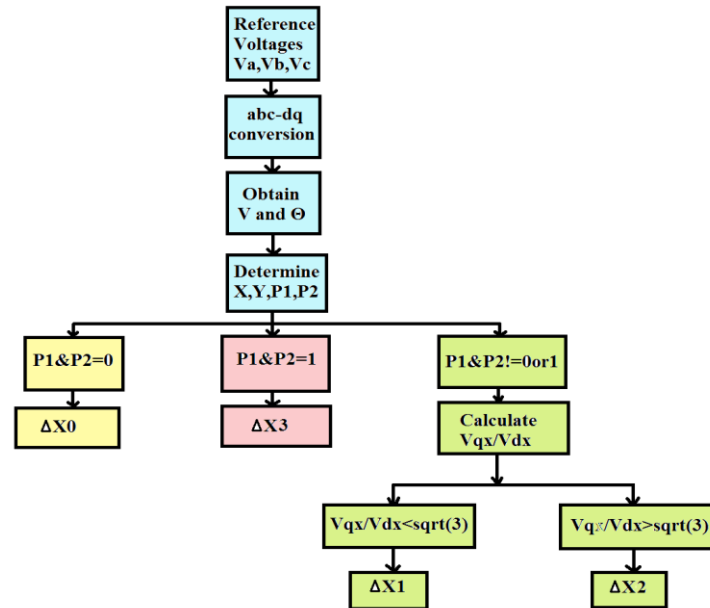 Reference
Voltages
Va,Vb,Vc
abc-dq
conversion
Obtain
V and Θ
Determine
X,Y,P1,P2
P1&P2=0
P1&P2=1
P1&P2!=0or1
ΔX0
ΔX3
Calculate
Vqx/Vdx
Vqx/Vdx<sqrt(3)
Vqx/Vdx>sqrt(3)
ΔX1
ΔX2